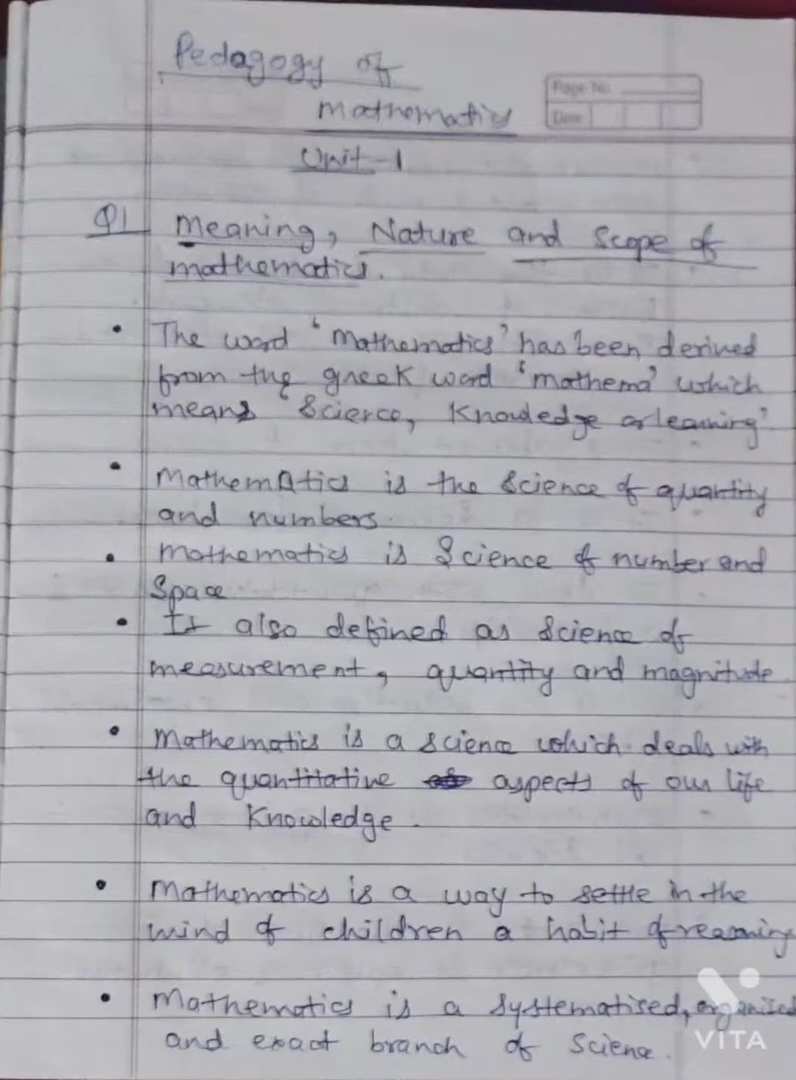 Pedagogy of
Mathematics
Page No.
Date
Unit-1
Q1 Meaning, Nature and Scope of
mathematics.
• The word 'Mathematics' has been derived
from the greek word 'mathema' which
means 'Science, Knowledge or learning'
• Mathematics is the Science of quantity
and numbers.
• Mathematics is Science of number and
Space
• It also defined as Science of
measurement, quantity and magnitude
• Mathematics is a science which deals with
the quantitative aspects of our life
and Knowledge.
• Mathematics is a way to settle in the
mind of children a habit of reasoning
• Mathematics is a systematised, organised
and exact branch of Science.
VITA